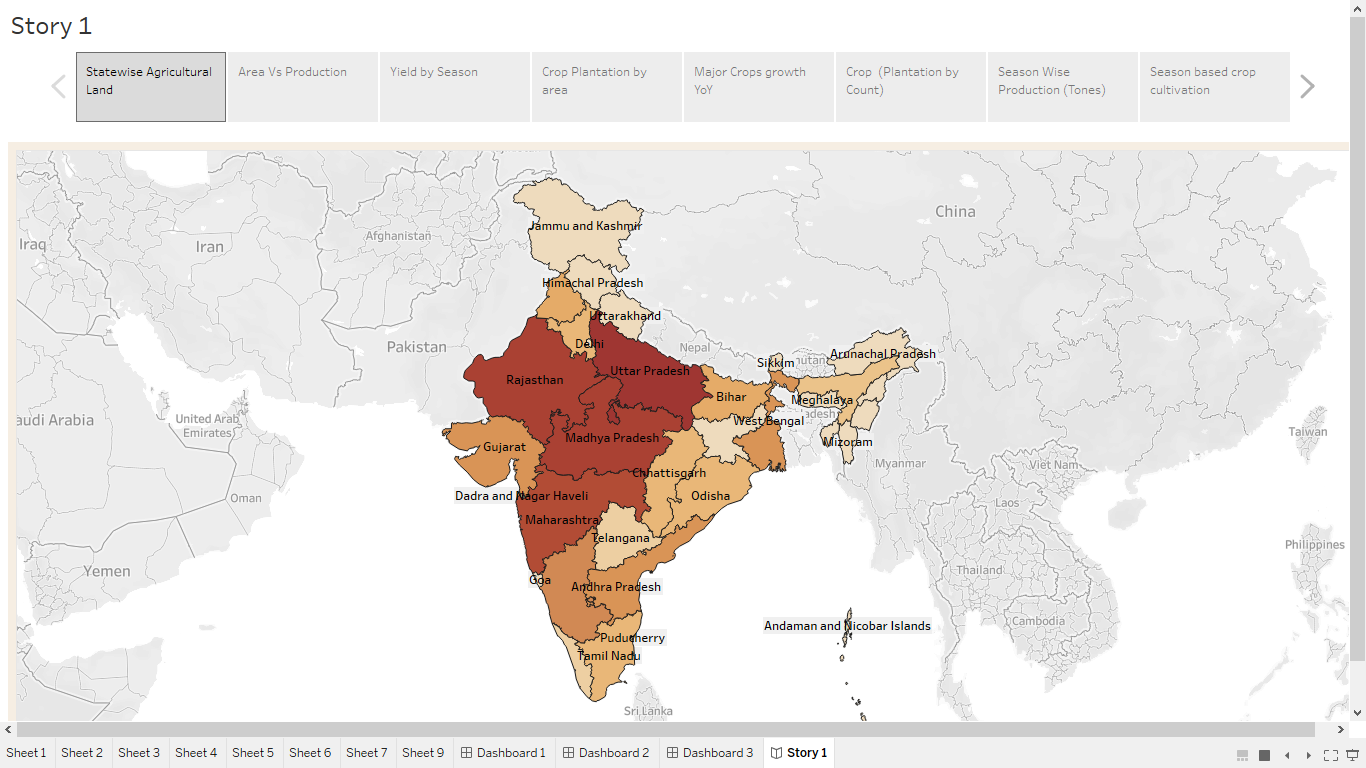 Story 1
Statewise Agricultural
Land
Area Vs Production
Yield by Season
Crop Plantation by
area
Major Crops growth
YoY
Crop (Plantation by
Count)
Season Wise
Production (Tones)
Season based crop
cultivation
China
Jammu and Kashmir
Afghanistan
Iraq
Iran
Himachal Pradesh
Uttarakhand
Pakistan
Delhi
Nepal
Arunachal Pradesh
Sikkim
Uttar Pradesh
Rajasthan
Bihar
Meghalaya
United Arab
Emirates
West Bengal
Taiwan
Madhya Pradesh
Mizoram
Gujarat
Myanmar
Viet Nam
Chhattisgarh
Oman
Dadra and Nagar Haveli
Odisha
Laos
Maharashtra
Telangana
Philippines
Yemen
Thailand
Goa
Andhra Pradesh
Cambodia
Andaman and Nicobar Islands
Puducherry
Tamil Nadu
Sri Lanka
Sheet 1
Sheet 2
Sheet 3
Sheet 4
Sheet 5
Sheet 6
Sheet 7
Sheet 9
Dashboard 1
Dashboard 2
Dashboard 3
Story 1